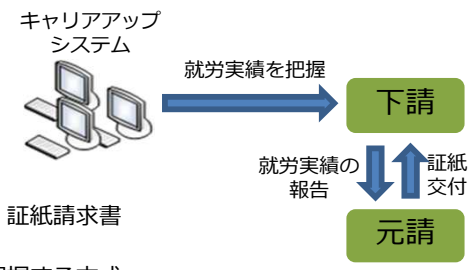 キャリアアップ
システム
就労実績を把握
下請
就労実績の
報告
証紙
交付
証紙請求書
元請